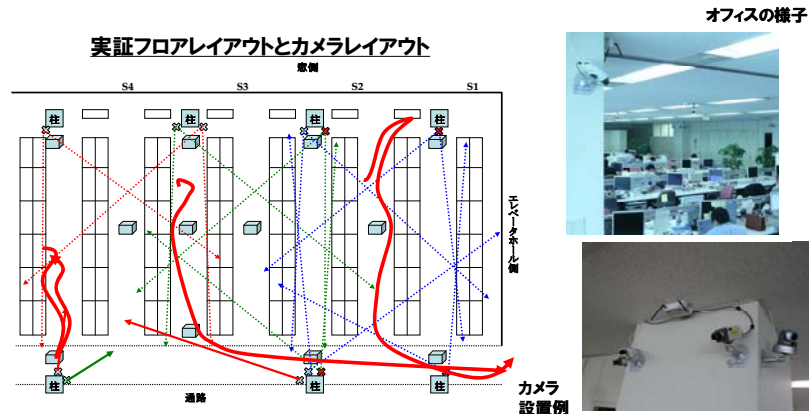 オフィスの様子
実証フロアレイアウトとカメラレイアウト
窓側
S4 S3 S2 S1
柱 柱 柱 柱
エレベータホール側
柱 柱 柱
通路
カメラ
設置例